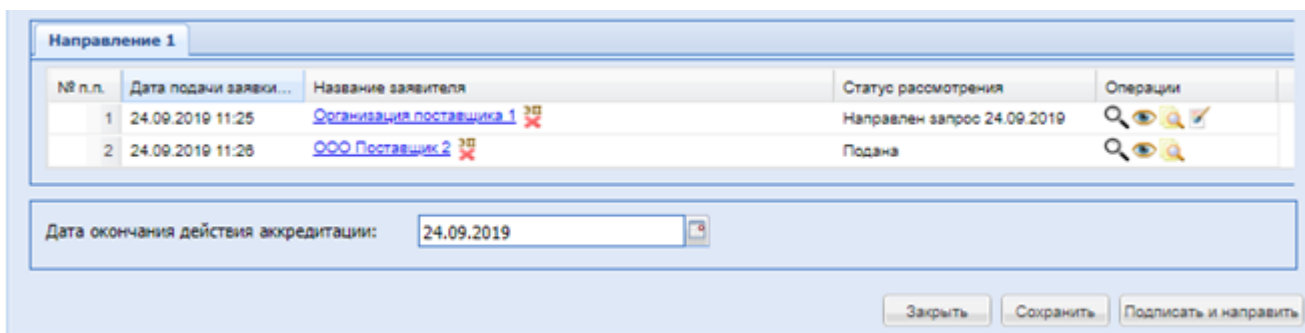 Направление 1
№ п.п. Дата подачи заявки... Название заявителя Статус рассмотрения Операции
1 24.09.2019 11:25 Организация поставщика 1 Направлен запрос 24.09.2019
2 24.09.2019 11:26 ООО Поставщик 2 Подана
Дата окончания действия аккредитации: 24.09.2019
Закрыть Сохранить Подписать и направить